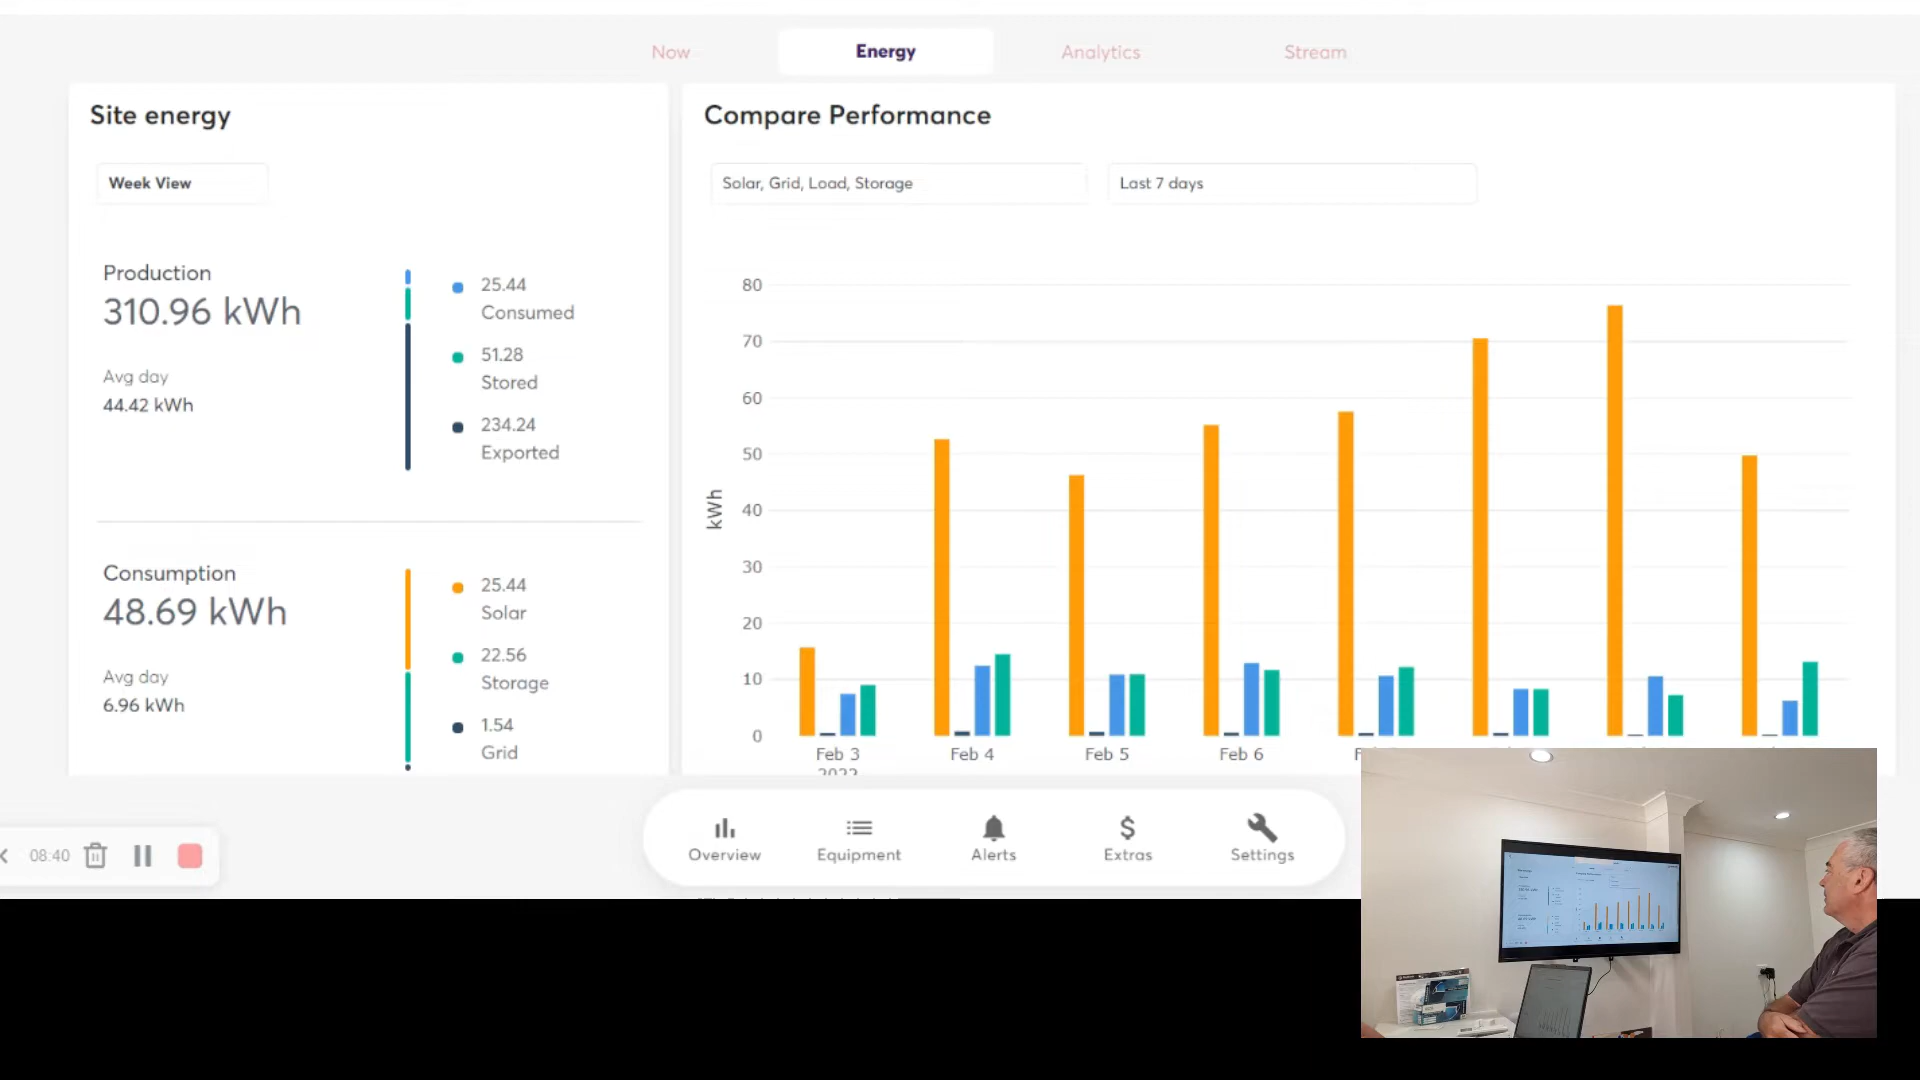 Now
Energy
Analytics
Stream
Site energy
Week View
Production
310.96 kWh
Avg day
44.42 kWh
25.44
Consumed
51.28
Stored
234.24
Exported
Consumption
48.69 kWh
Avg day
6.96 kWh
25.44
Solar
22.56
Storage
1.54
Grid
Compare Performance
Solar, Grid, Load, Storage
Last 7 days
80
70
60
50
40
30
20
10
0
kWh
Feb 3
2022
Feb 4
Feb 5
Feb 6
08:40
Overview
Equipment
Alerts
Extras
Settings